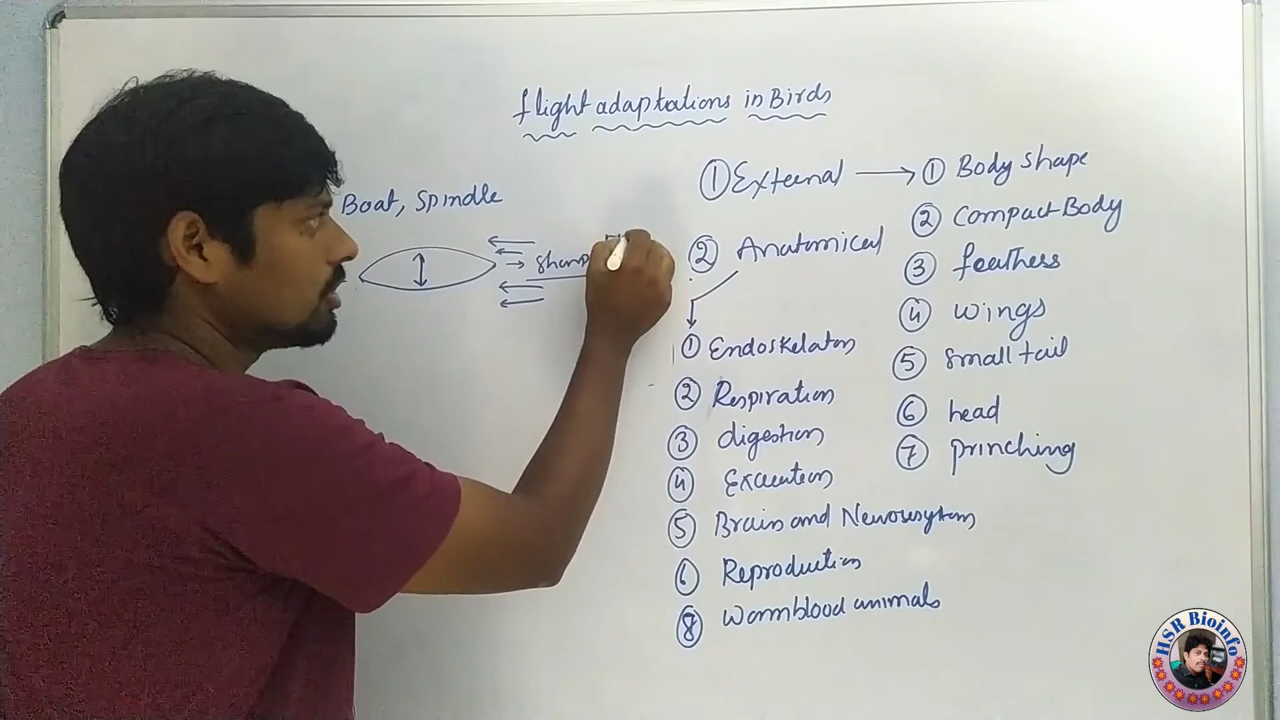 flight adaptations in Birds
Boat, Spindle
sharp
① External → ① Body shape
② Compact Body
③ feathers
④ wings
⑤ small tail
⑥ head
⑦ prinching
② Anatomical
① Endoskelaton
② Respiration
③ digestion
④ Excreation
⑤ Brain and Nevrosystem
⑥ Reproduction
⑧ Warmblood animals
HSR Bioinfo